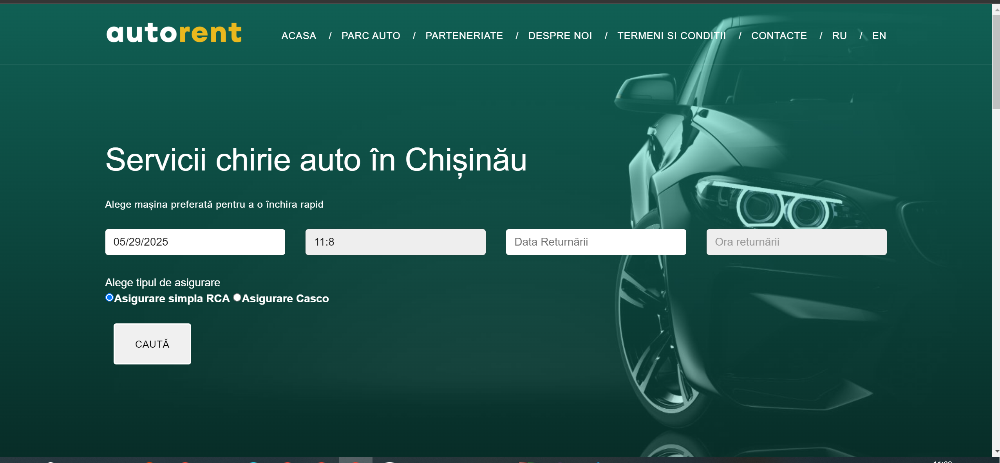 autorent
ACASA / PARC AUTO / PARTENERIATE / DESPRE NOI / TERMENI SI CONDITII / CONTACTE / RU / EN
Servicii chirie auto în Chișinău
Alege mașina preferată pentru a o închira rapid
05/29/2025 11:8 Data Returnării Ora returnării
Alege tipul de asigurare
Asigurare simpla RCA Asigurare Casco
CAUTĂ